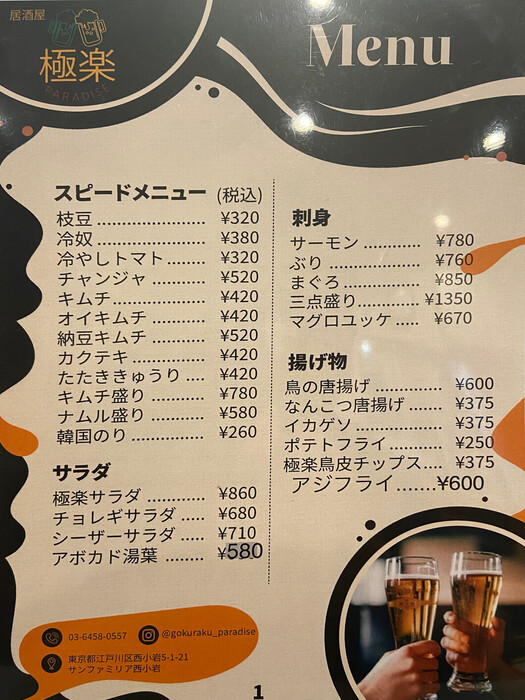 居酒屋
極楽
PARADISE
Menu
スピードメニュー (税込)
枝豆 ........................ ¥320
冷奴 ........................ ¥380
冷やしトマト......... ¥320
チャンジャ ............ ¥520
キムチ..................... ¥420
オイキムチ ............ ¥420
納豆キムチ ............ ¥520
カクテキ ................ ¥420
たたききゅうり .... ¥420
キムチ盛り ............ ¥780
ナムル盛り ............ ¥580
韓国のり ................ ¥260
サラダ
極楽サラダ ............ ¥860
チョレギサラダ ..... ¥680
シーザーサラダ ..... ¥710
アボカド湯葉 ........ ¥580
刺身
サーモン ............ ¥780
ぶり ................... ¥760
まぐろ ................ ¥850
三点盛り............. ¥1350
マグロユッケ ..... ¥670
揚げ物
鳥の唐揚げ .............. ¥600
なんこつ唐揚げ ....... ¥375
イカゲソ .................. ¥375
ポテトフライ............ ¥250
極楽鳥皮チップス.... ¥375
アジフライ.......¥600
03-6458-0557 @gokuraku_paradise
東京都江戸川区西小岩5-1-21
サンファミリア西小岩
1